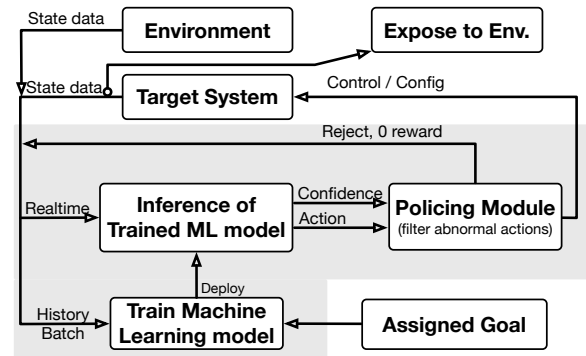 State data
Environment
Expose to Env.
State data
Target System
Control / Config
Reject, 0 reward
Realtime
Inference of
Trained ML model
Confidence
Action
Policing Module
(filter abnormal actions)
Deploy
History
Batch
Train Machine
Learning model
Assigned Goal